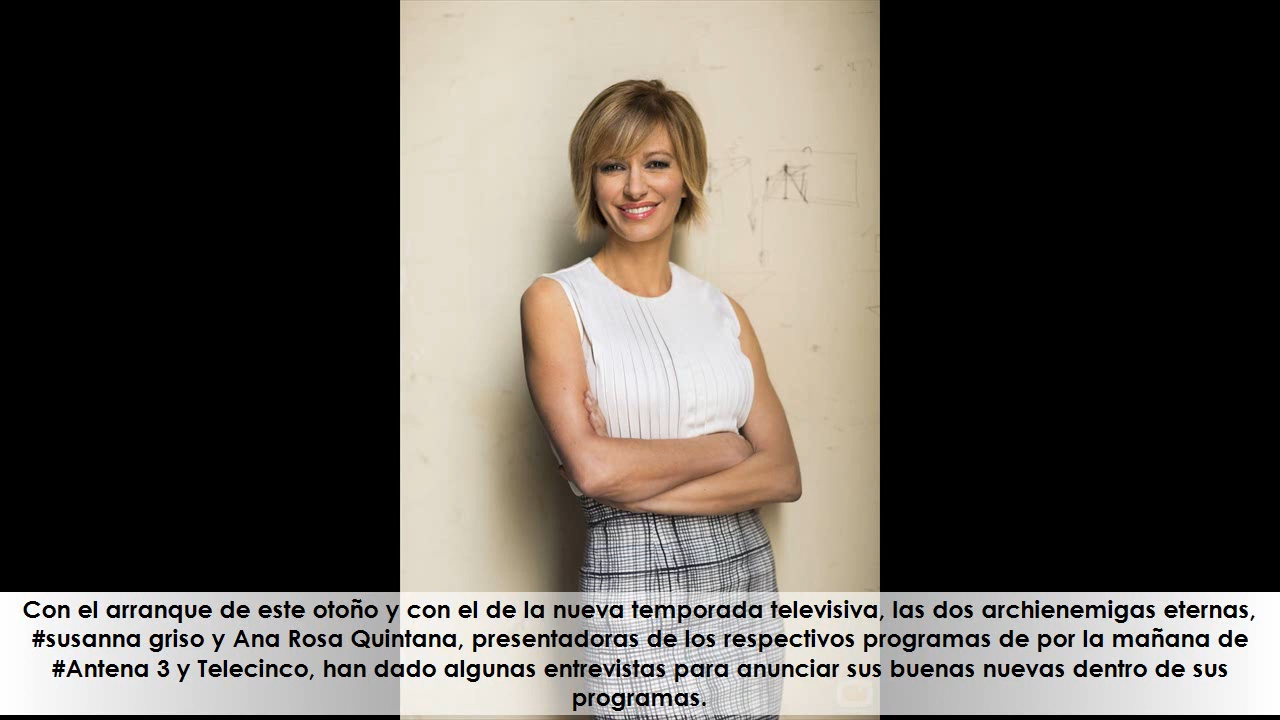 Con el arranque de este otoño y con el de la nueva temporada televisiva, las dos archienemigas eternas,
#susanna griso y Ana Rosa Quintana, presentadoras de los respectivos programas de por la mañana de
#Antena 3 y Telecinco, han dado algunas entrevistas para anunciar sus buenas nuevas dentro de sus
programas.